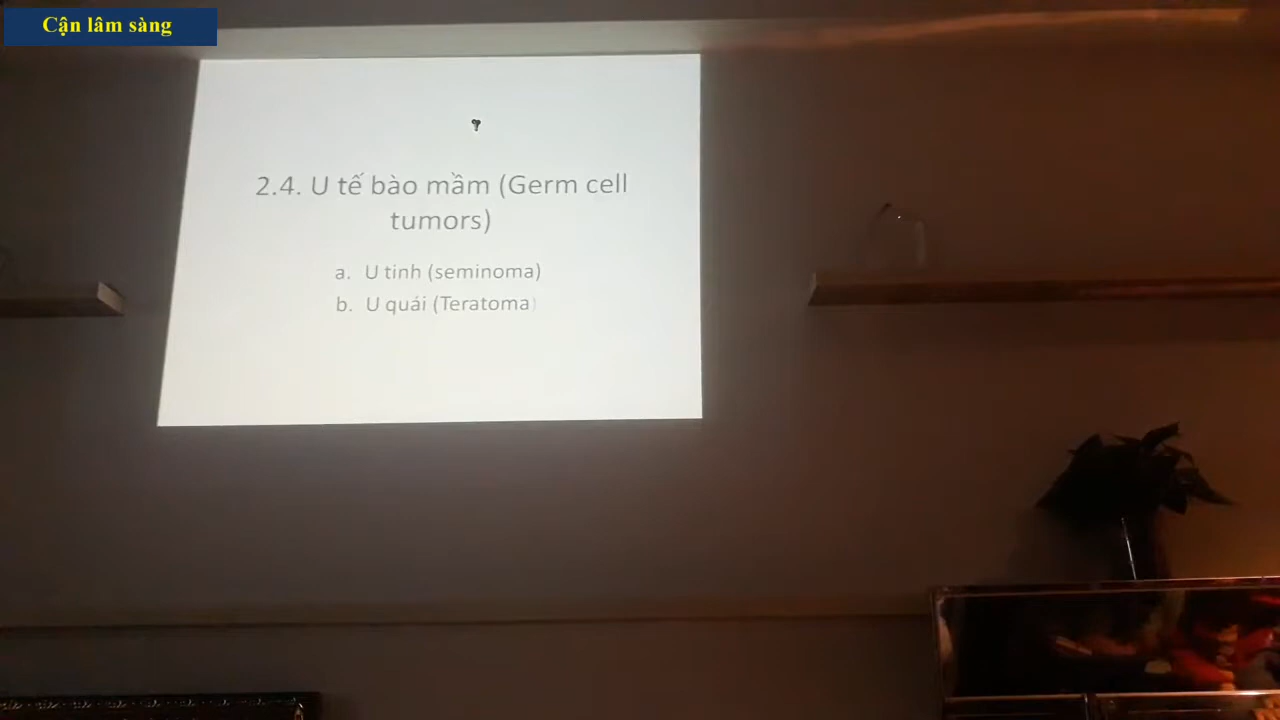 Cận lâm sàng
2.4. U tế bào mầm (Germ cell
tumors)
a. U tinh (seminoma)
b. U quái (Teratoma)